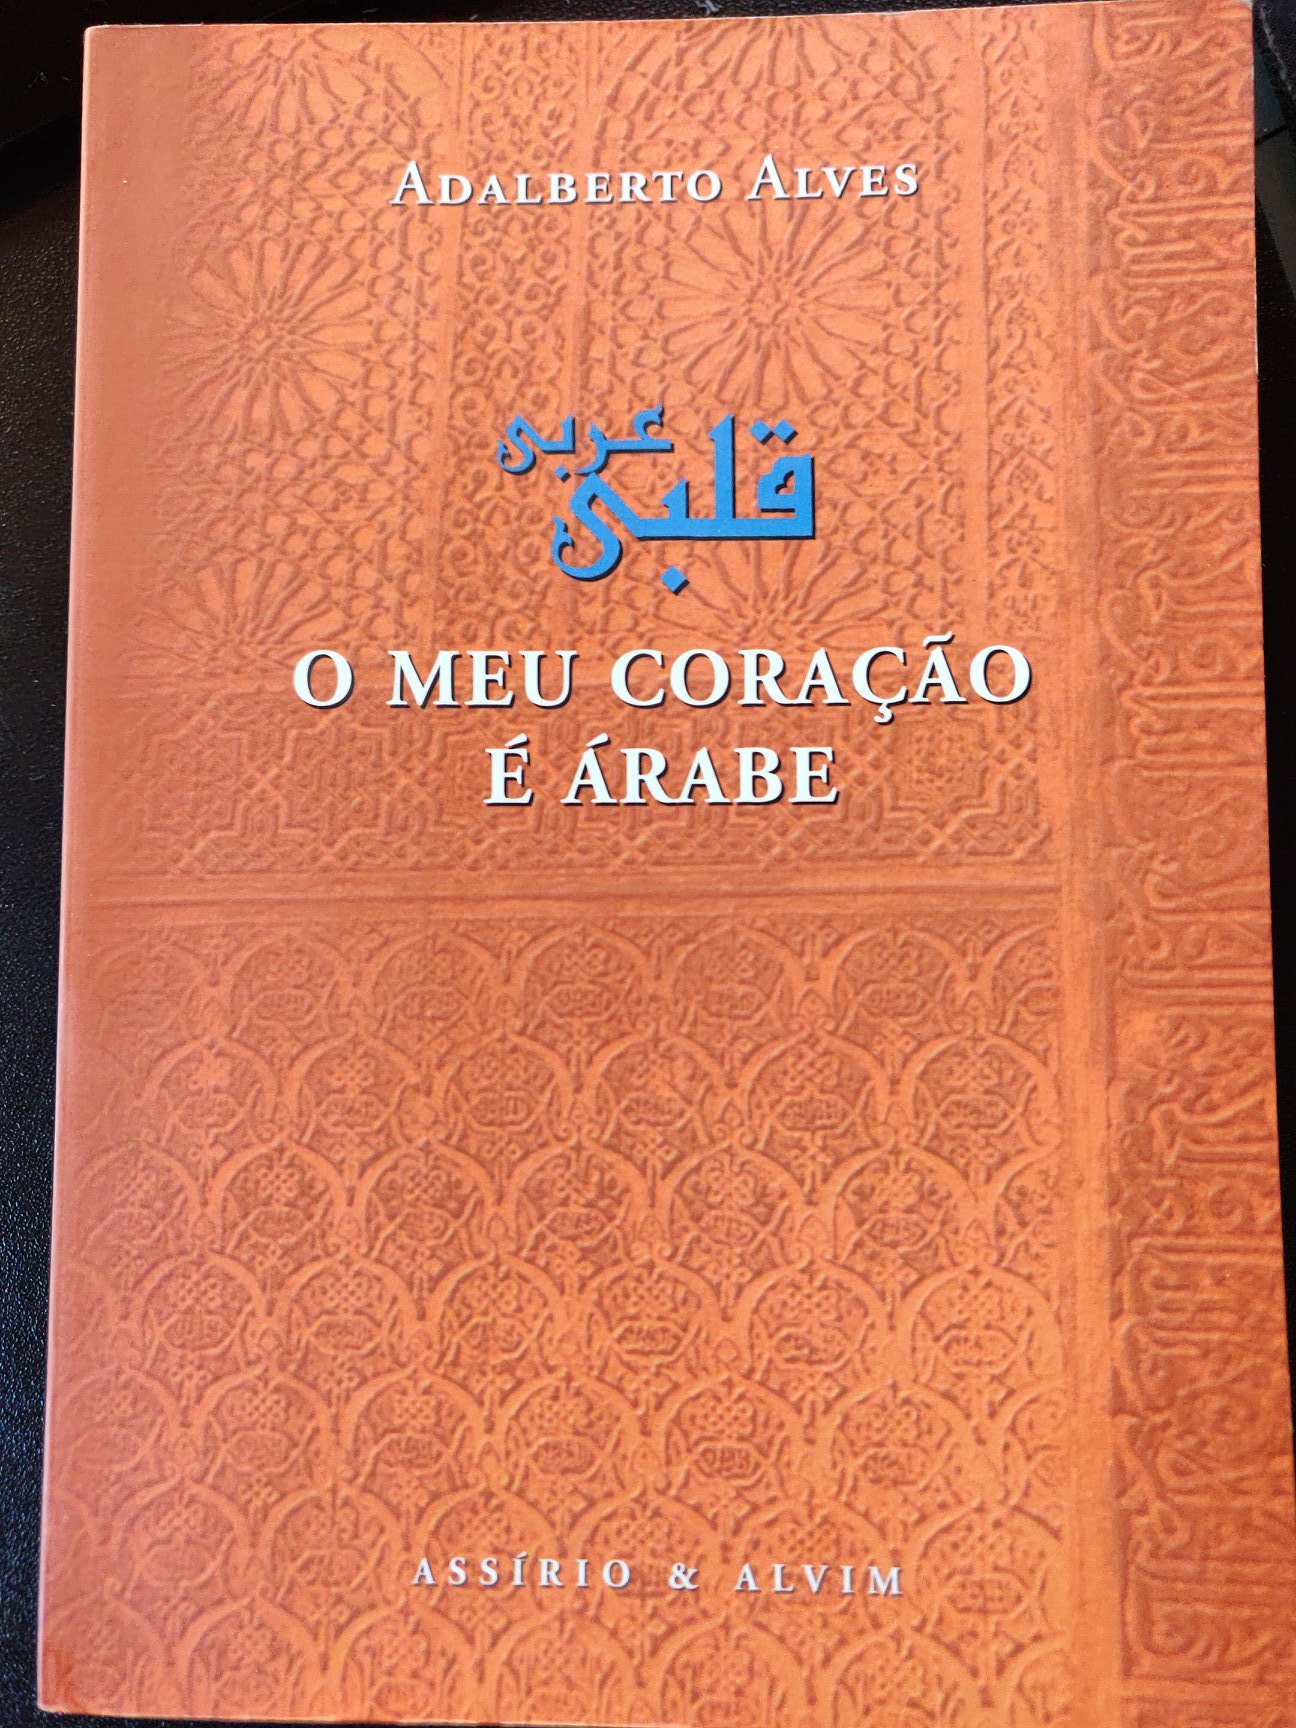 Adalberto Alves
قلبي عربي
O MEU CORAÇÃO
É ÁRABE
ASSÍRIO & ALVIM